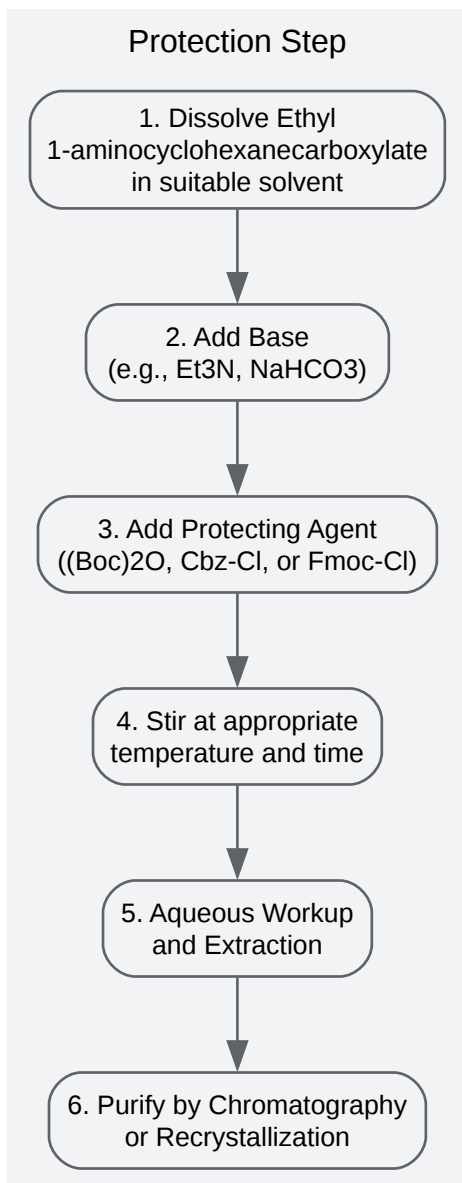 Protection Step
1. Dissolve Ethyl
1-aminocyclohexanecarboxylate
in suitable solvent
2. Add Base
(e.g., Et3N, NaHCO3)
3. Add Protecting Agent
((Boc)2O, Cbz-Cl, or Fmoc-Cl)
4. Stir at appropriate
temperature and time
5. Aqueous Workup
and Extraction
6. Purify by Chromatography
or Recrystallization